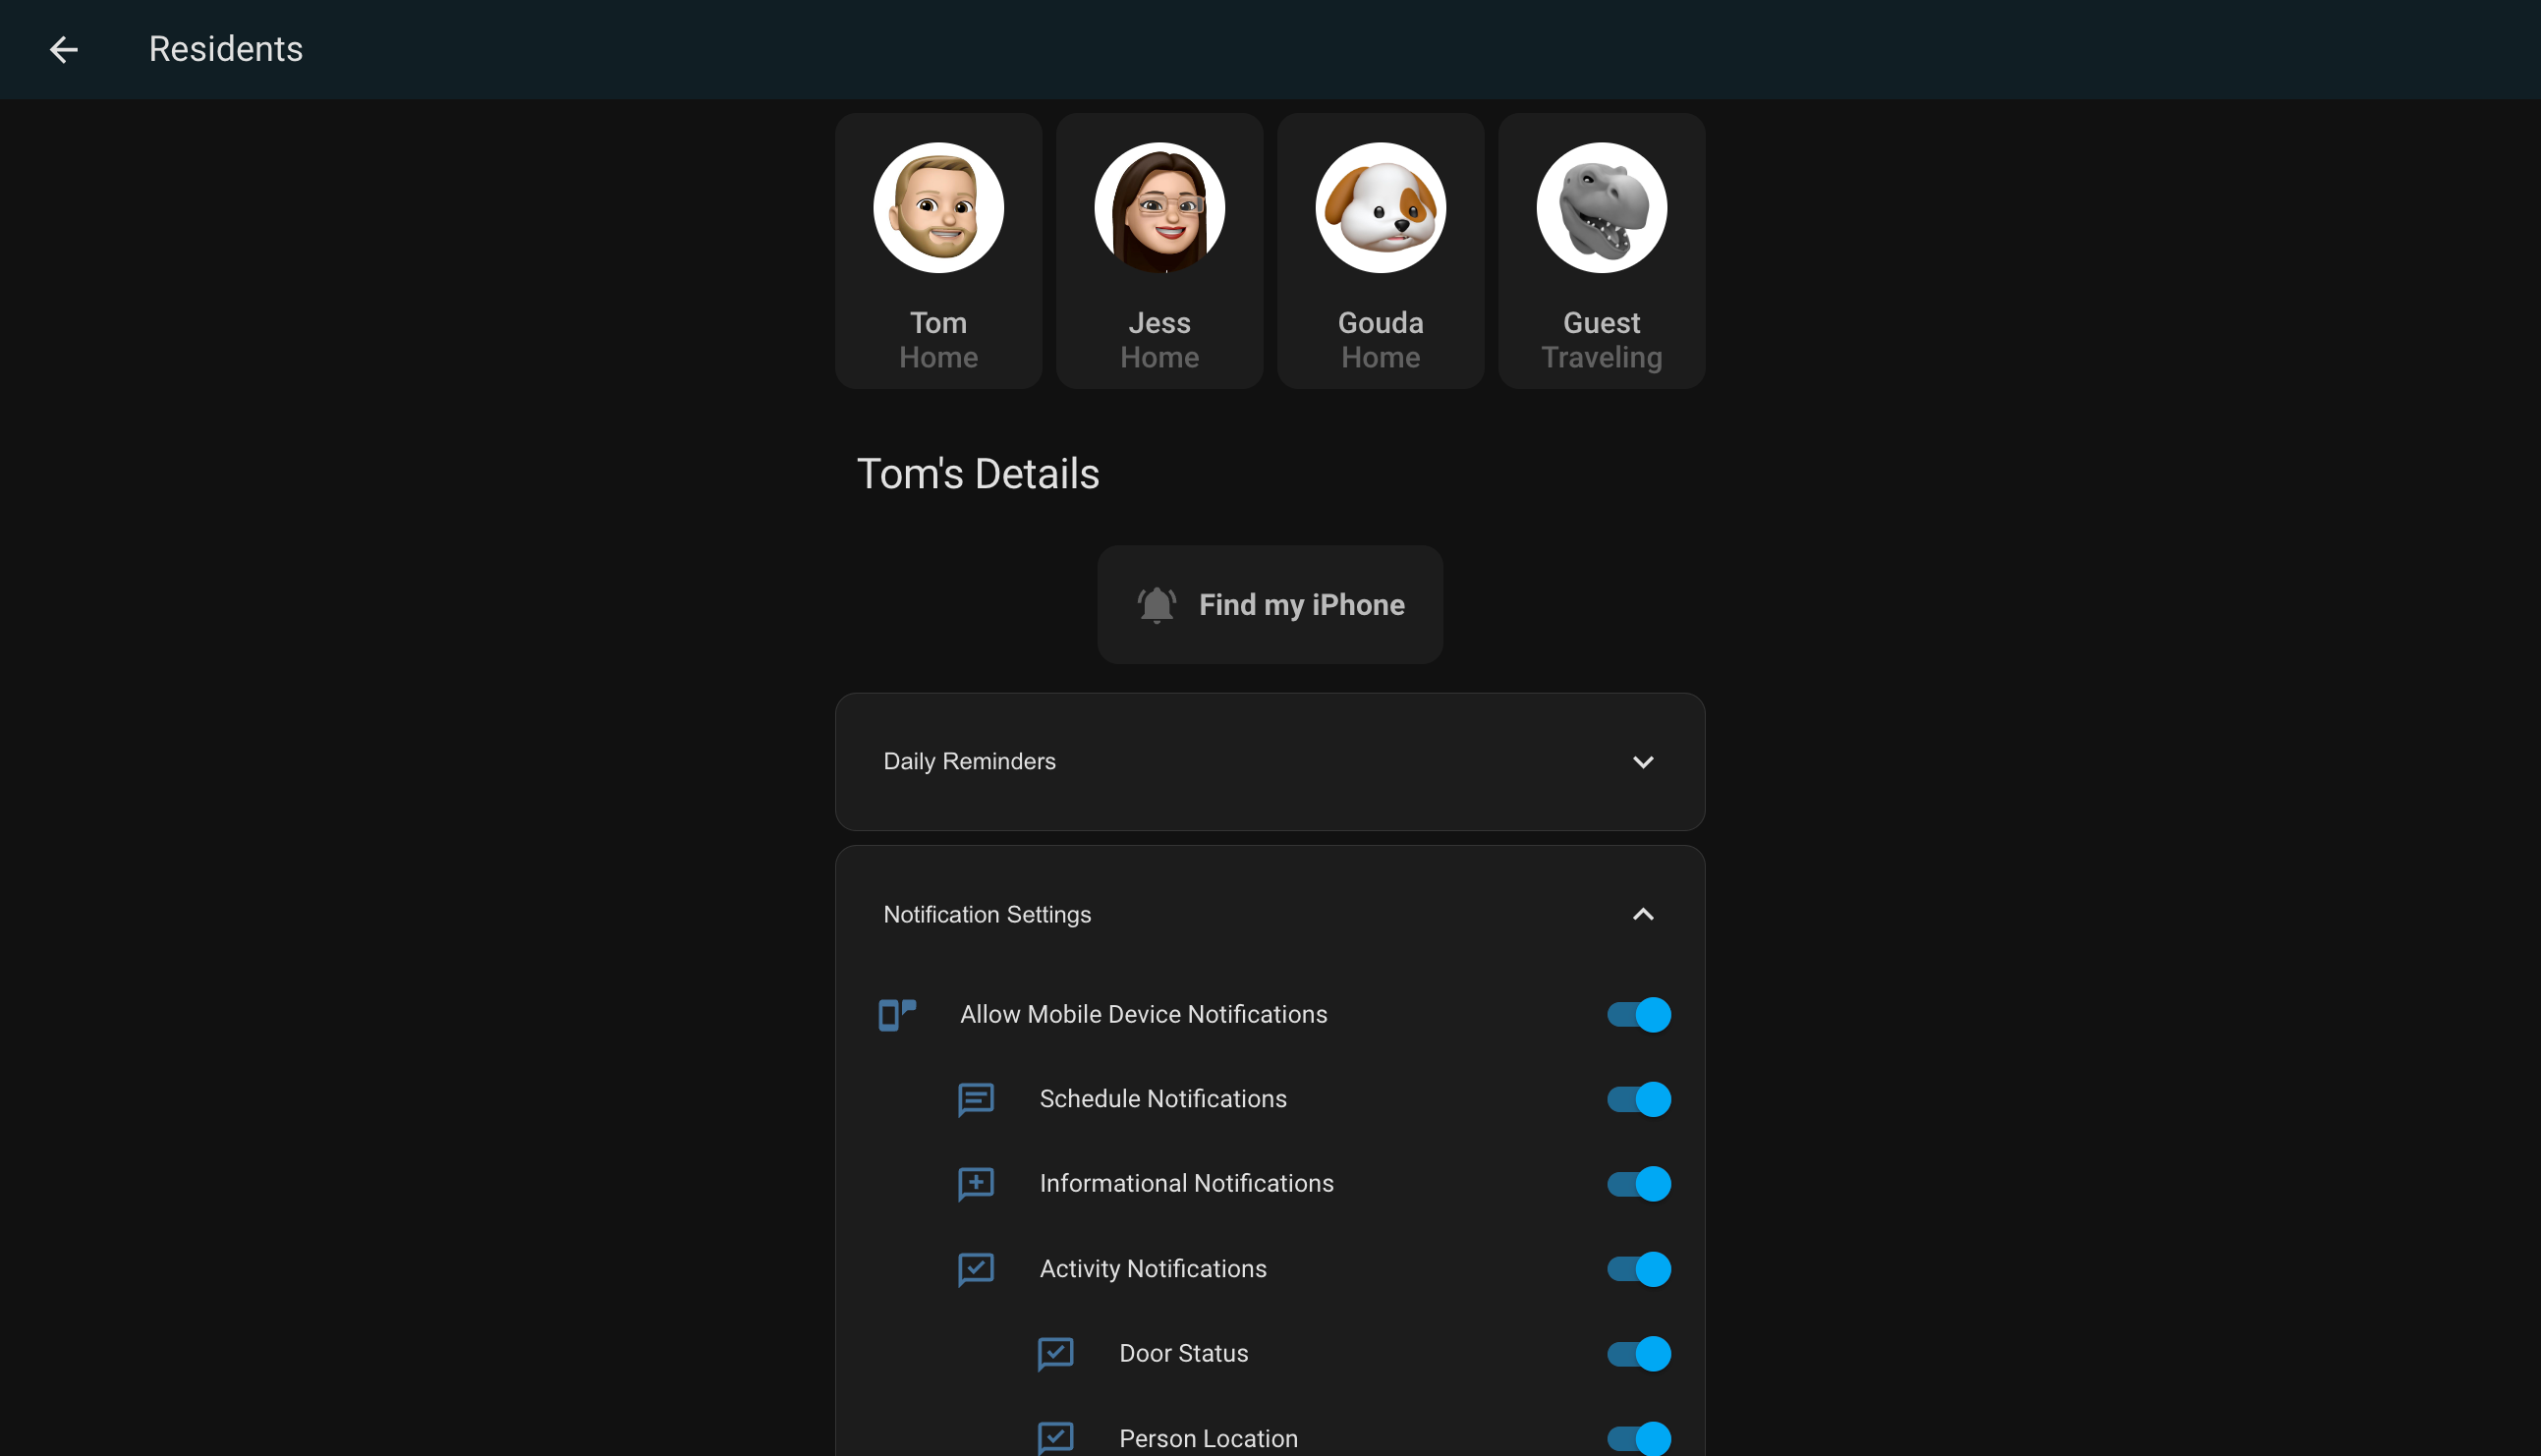 Residents
Tom
Home
Jess
Home
Gouda
Home
Guest
Traveling
Tom's Details
Find my iPhone
Daily Reminders
Notification Settings
Allow Mobile Device Notifications
Schedule Notifications
Informational Notifications
Activity Notifications
Door Status
Person Location